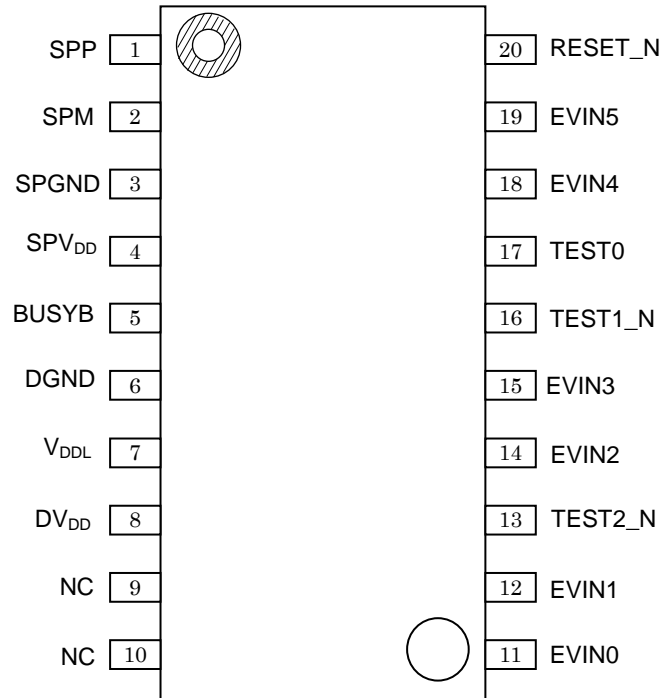 SPP 1 20 RESET_N
SPM 2 19 EVIN5
SPGND 3 18 EVIN4
SPVDD 4 17 TEST0
BUSYB 5 16 TEST1_N
DGND 6 15 EVIN3
VDDL 7 14 EVIN2
DVDD 8 13 TEST2_N
NC 9 12 EVIN1
NC 10 11 EVIN0